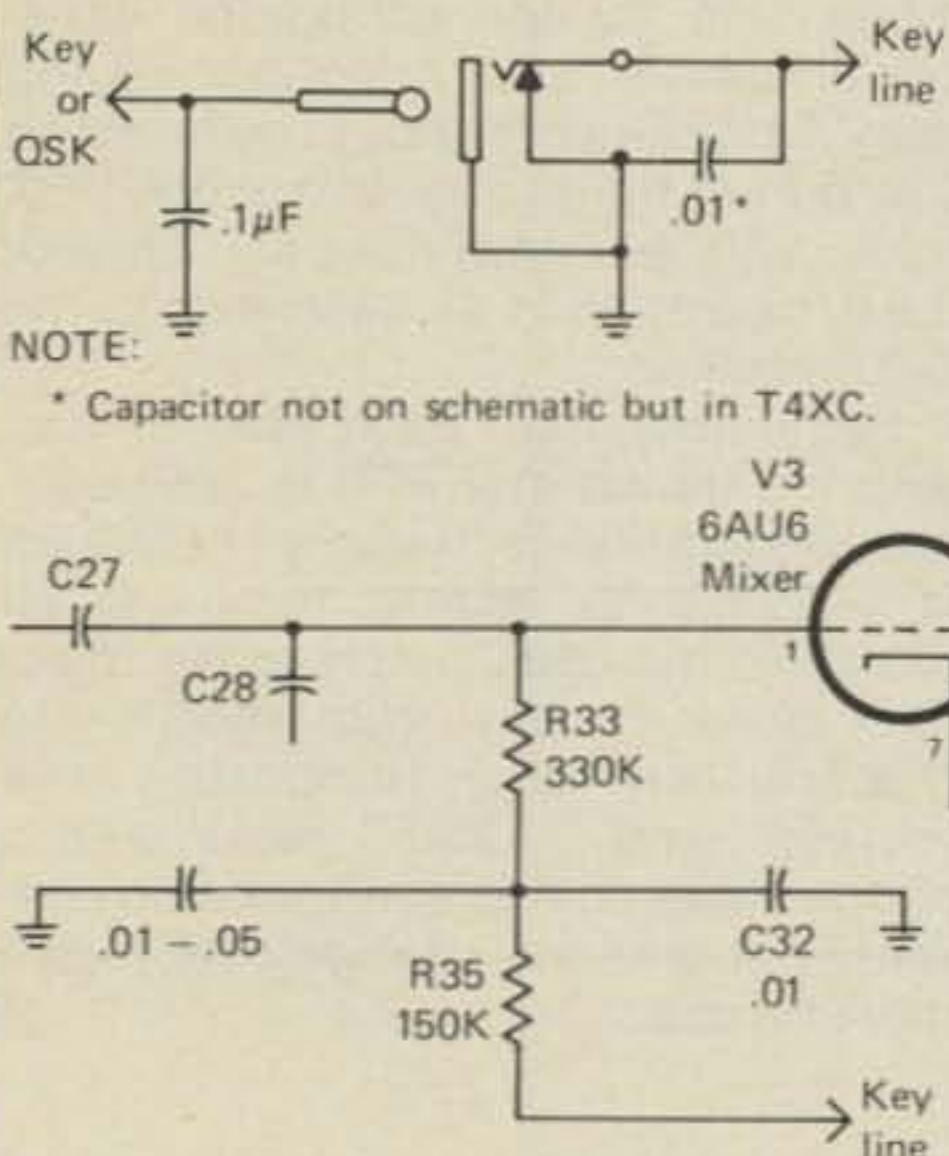 Key
or
QSK
.1µF
Key
line
.01*
NOTE:
* Capacitor not on schematic but in T4XC.
V3
6AU6
Mixer
C27
1
C28
R33
330K
7
.01 – .05
C32
.01
R35
150K
Key
line